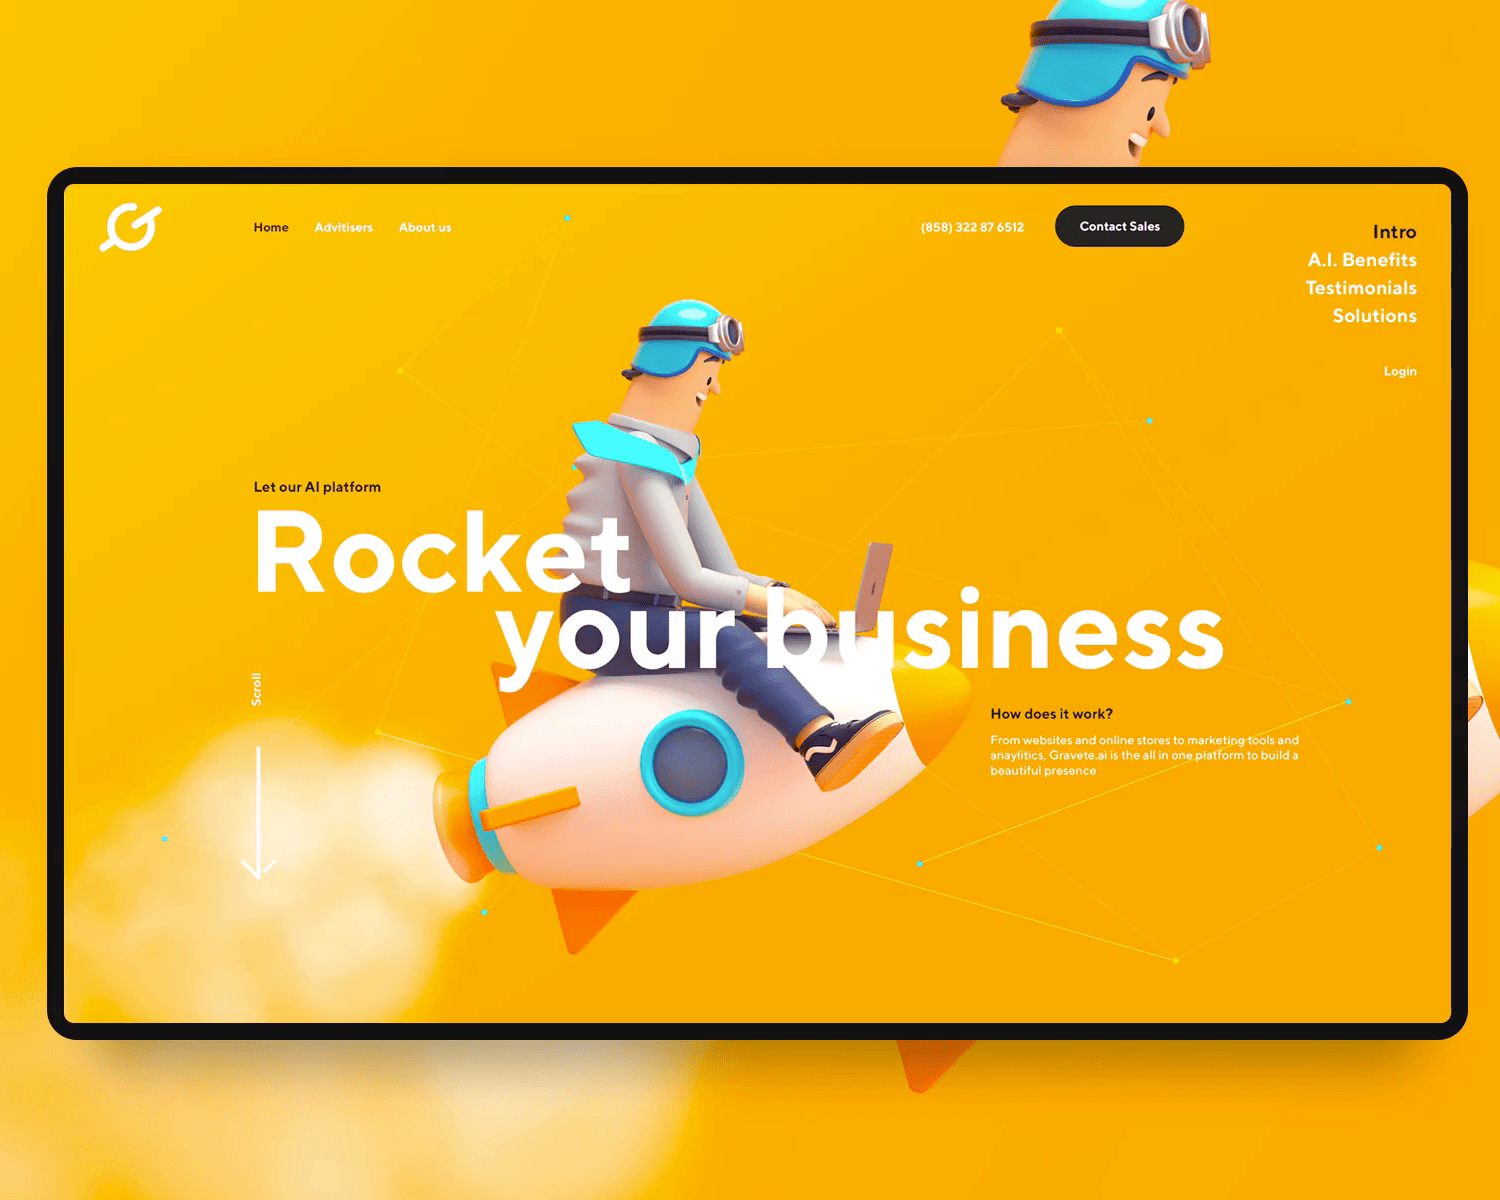 Home
Advitisers
About us
(858) 322 87 6512
Contact Sales
Intro
A.I. Benefits
Testimonials
Solutions
Login
Let our AI platform
Rocket
your business
Scroll
How does it work?
From websites and online stores to marketing tools and
anaylitics, Gravete.ai is the all in one platform to build a
beautiful presence